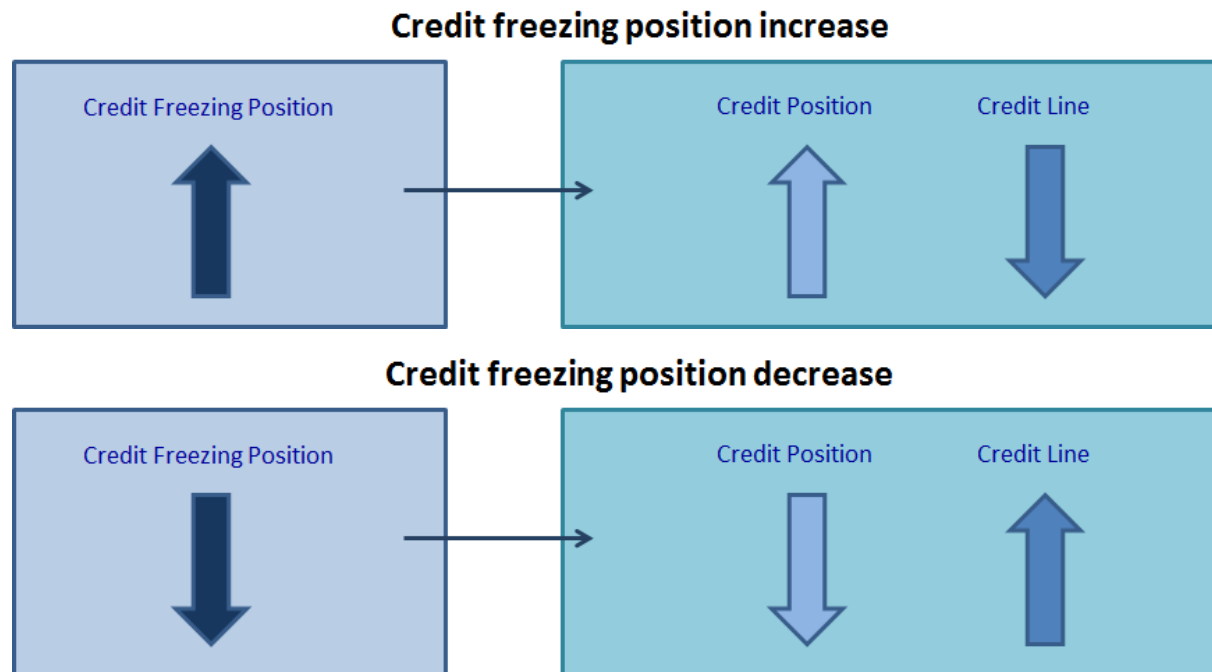 Credit freezing position increase
Credit Freezing Position
Credit Position
Credit Line
Credit freezing position decrease
Credit Freezing Position
Credit Position
Credit Line